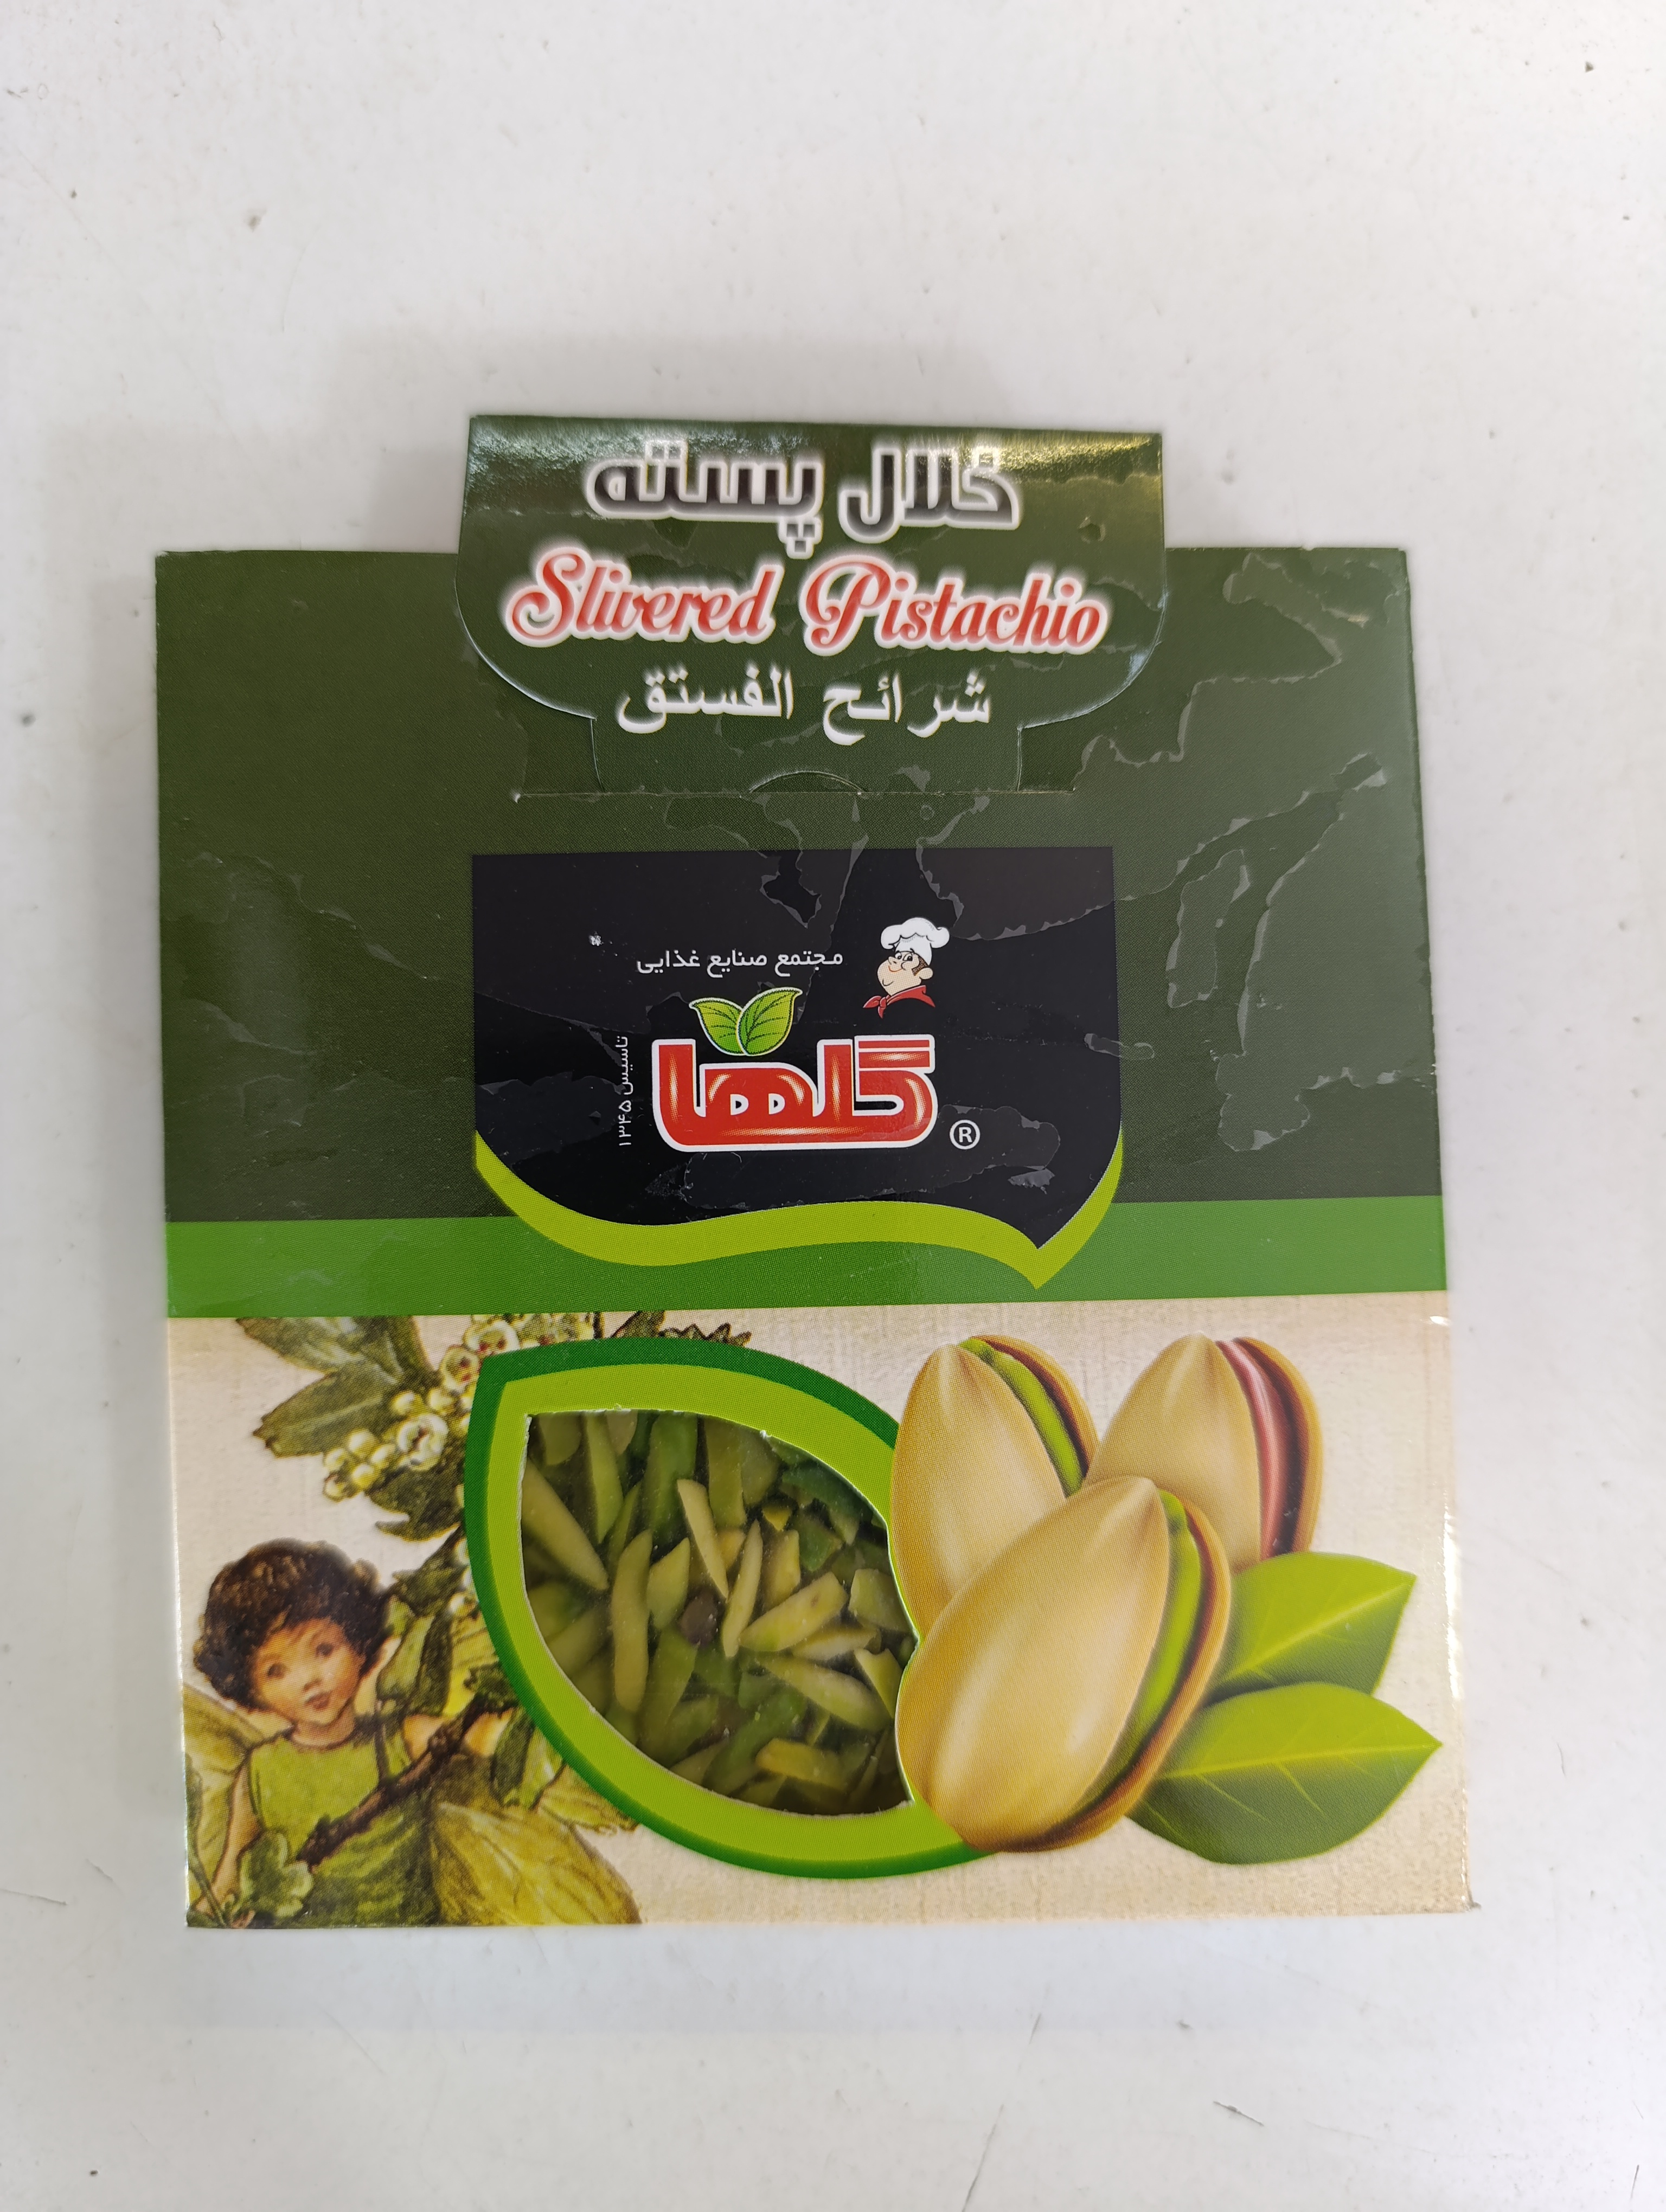 خلال پسته
Slivered Pistachio
شرائح الفستق
مجتمع صنایع غذایی
گلها
®
تاسیس ۱۳۴۵